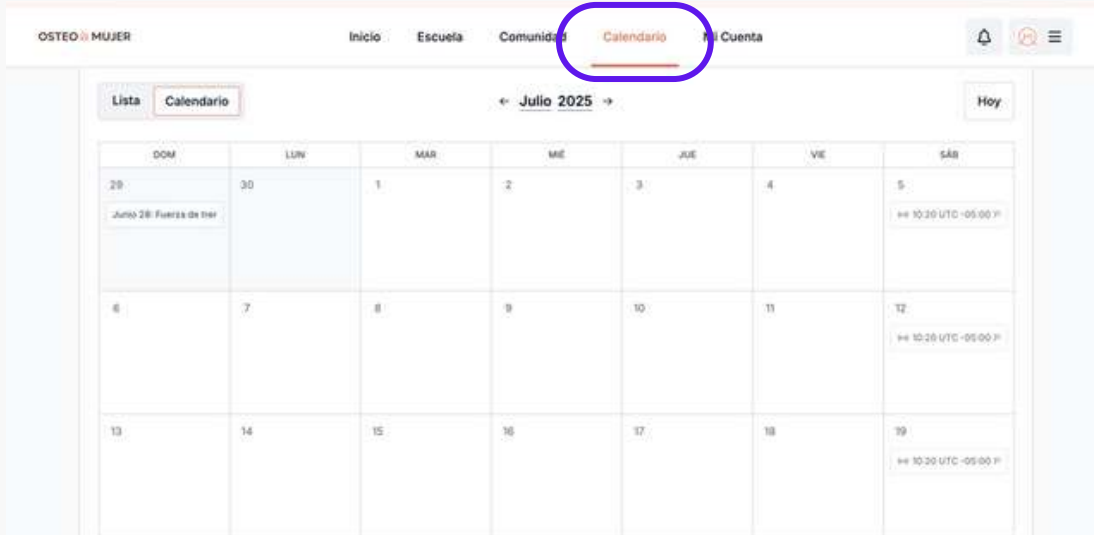 OSTEO MUJER
Inicio Escuela Comunidad Calendario Mi Cuenta
Lista Calendario ← Julio 2025 → Hoy
DOM LUN MAR MIÉ JUE VIE SÁB
29 30 1 2 3 4 5
Junio 28: Fuerza de
10:20 UTC -05:00
6 7 8 9 10 11 12
10:20 UTC -05:00
13 14 15 16 17 18 19
10:20 UTC -05:00